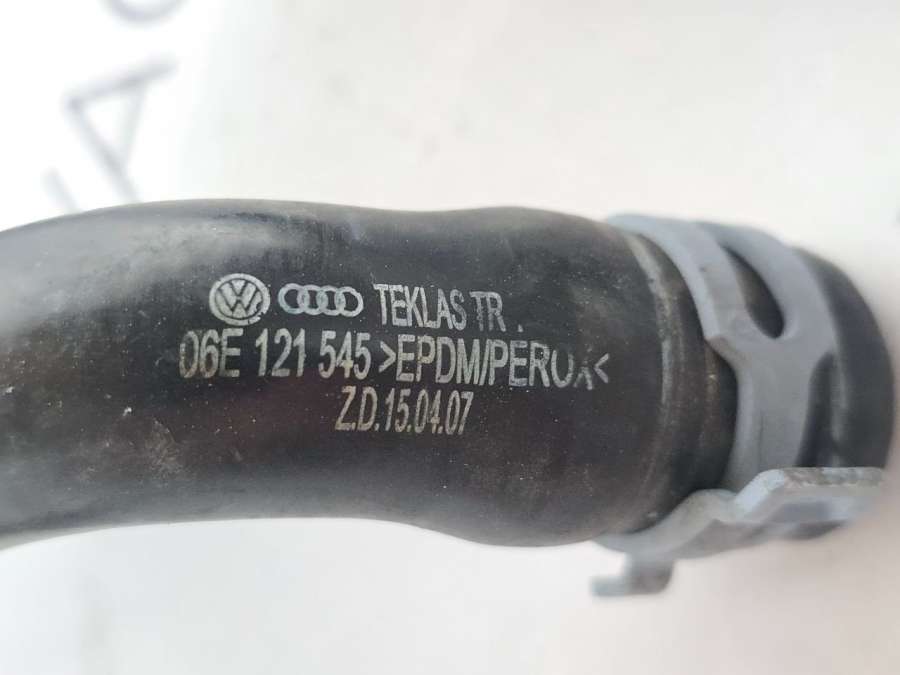 TEKLAS TR .
06E 121 545 >EPDM/PEROX<
Z.D.15.04.07